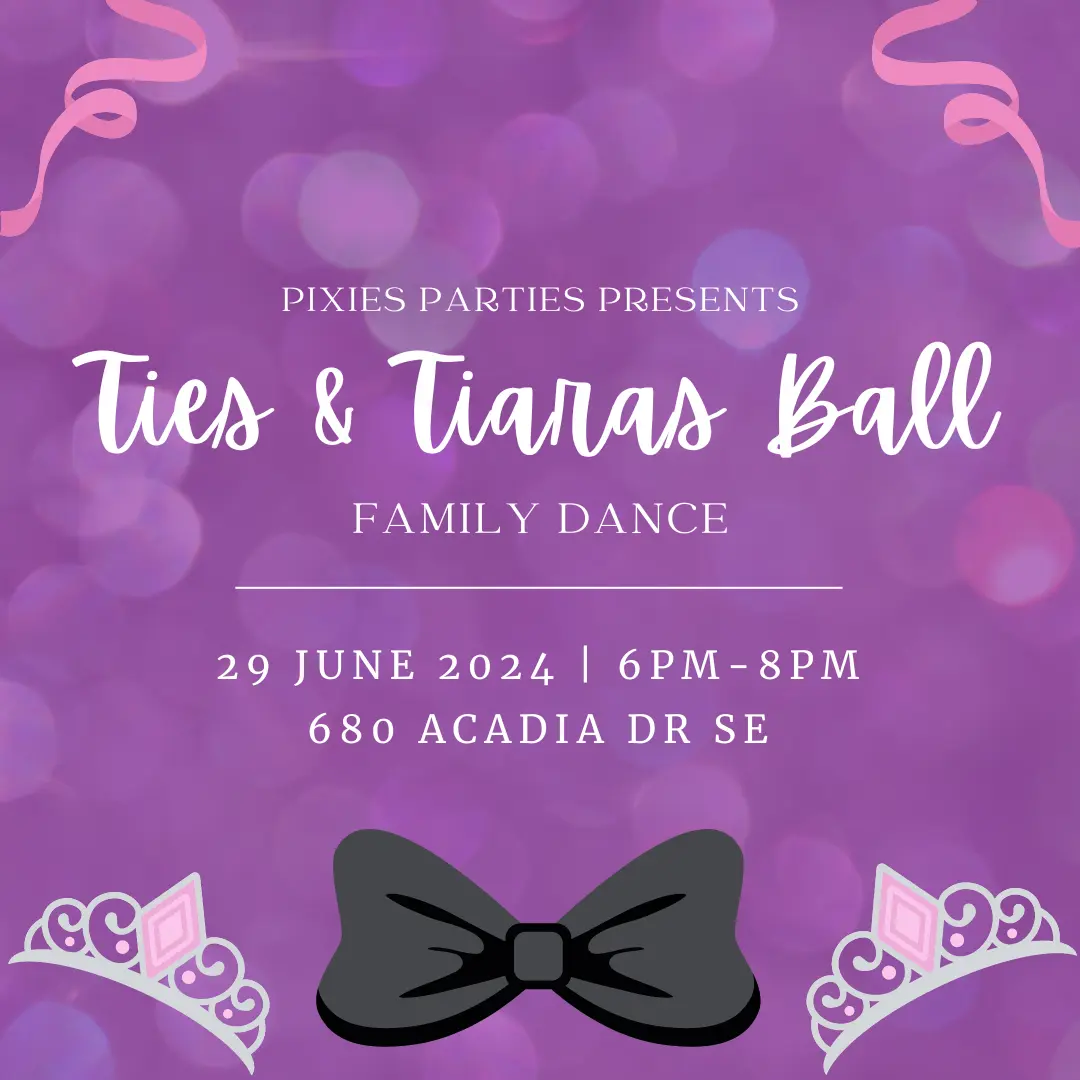 PIXIES PARTIES PRESENTS
Ties & Tiaras Ball
FAMILY DANCE
29 JUNE 2024 | 6PM-8PM
680 ACADIA DR SE